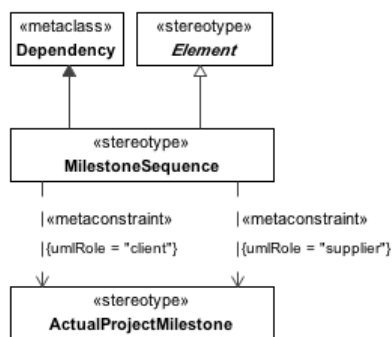 «metaclass»
Dependency
«stereotype»
Element
«stereotype»
MilestoneSequence
«metaconstraint»
{umlRole = "client"}
«metaconstraint»
{umlRole = "supplier"}
«stereotype»
ActualProjectMilestone